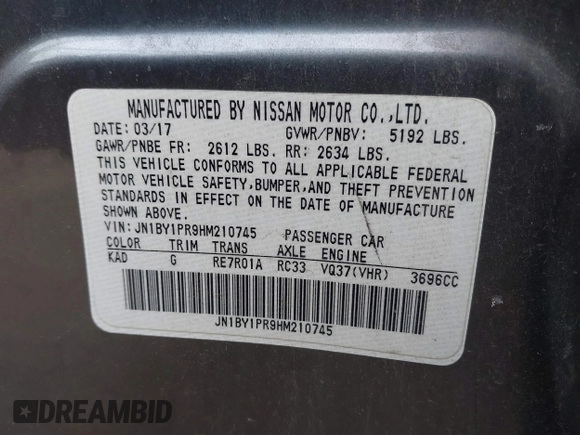 MANUFACTURED BY NISSAN MOTOR CO.,LTD.
DATE: 03/17 GVWR/PNBV: 5192 LBS.
GAWR/PNBE FR: 2612 LBS. RR: 2634 LBS.
THIS VEHICLE CONFORMS TO ALL APPLICABLE FEDERAL
MOTOR VEHICLE SAFETY,BUMPER,AND THEFT PREVENTION
STANDARDS IN EFFECT ON THE DATE OF MANUFACTURE
SHOWN ABOVE.
VIN: JN1BY1PR9HM210745 PASSENGER CAR
COLOR TRIM TRANS AXLE ENGINE
KAD G RE7R01A RC33 VQ37(VHR) 3696CC
JN1BY1PR9HM210745
DREAMBID